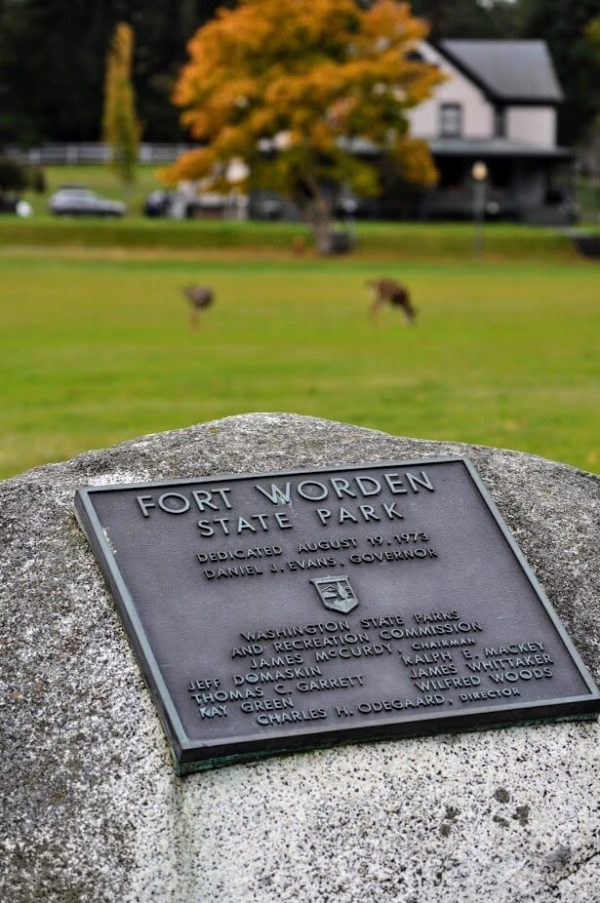 FORT WORDEN
STATE PARK
DEDICATED AUGUST 19, 1973
DANIEL J. EVANS, GOVERNOR
WASHINGTON STATE PARKS
AND RECREATION COMMISSION
JAMES McCURDY, CHAIRMAN
JEFF DOMASKIN RALPH E. MACKEY
THOMAS C. GARRETT JAMES WHITTAKER
KAY GREEN WILFRED WOODS
CHARLES H. ODEGAARD, DIRECTOR